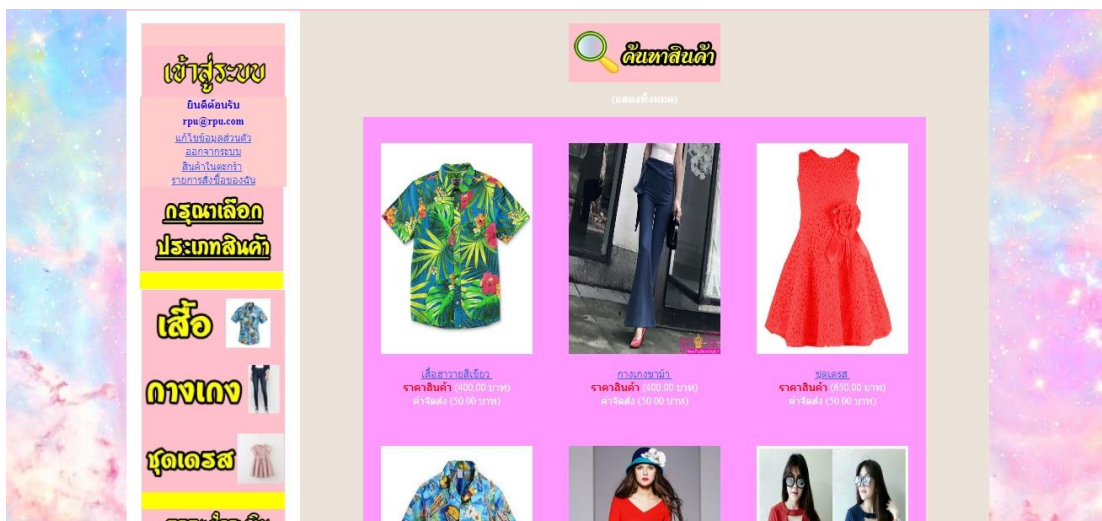 เข้าสู่ระบบ
ยินดีต้อนรับ
rpu@rpu.com
แก้ไขข้อมูลส่วนตัว
ออกจากระบบ
สินค้าในตะกร้า
รายการสั่งซื้อของฉัน
กรุณาเลือก
ประเภทสินค้า
เสื้อ
กางเกง
ชุดเดรส
ค้นหาสินค้า
(แสดงทั้งหมด)
เสื้อฮาวายสีเขียว
ราคาสินค้า (400.00 บาท)
ค่าจัดส่ง (50.00 บาท)
กางเกงขาม้า
ราคาสินค้า (600.00 บาท)
ค่าจัดส่ง (50.00 บาท)
ชุดเดรส
ราคาสินค้า (650.00 บาท)
ค่าจัดส่ง (50.00 บาท)